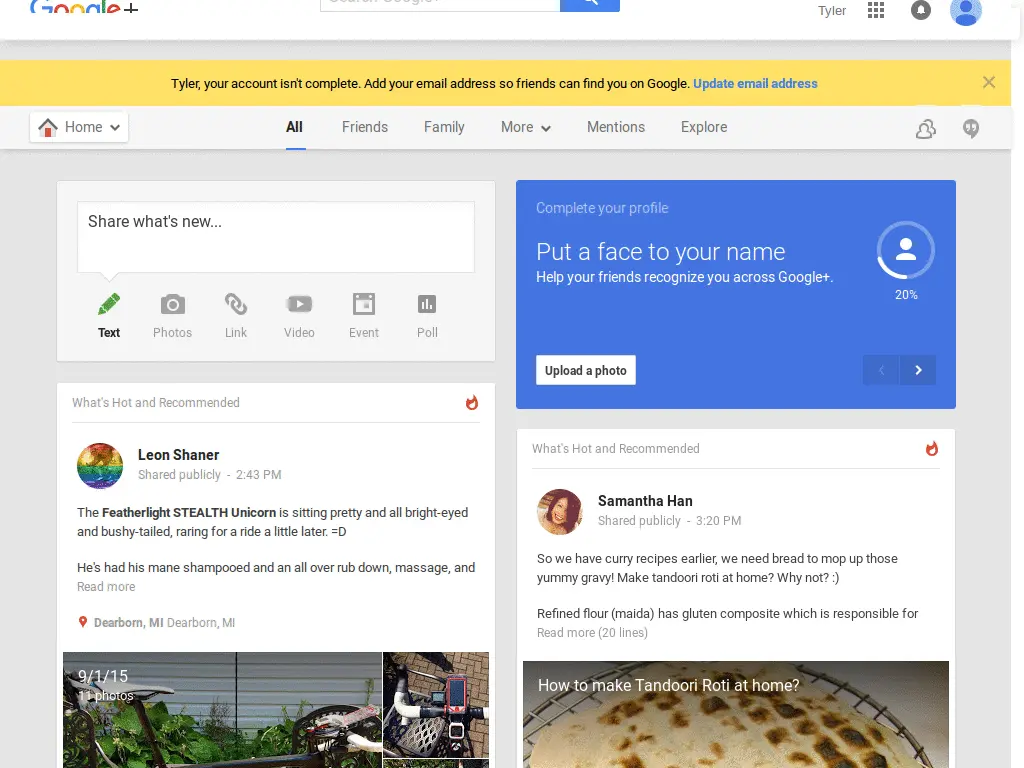 Google+
Tyler
Tyler, your account isn't complete. Add your email address so friends can find you on Google. Update email address
Home All Friends Family More Mentions Explore
Share what's new...
Text Photos Link Video Event Poll
Complete your profile
Put a face to your name
Help your friends recognize you across Google+.
20%
Upload a photo
What's Hot and Recommended
Leon Shaner
Shared publicly - 2:43 PM
The Featherlight STEALTH Unicorn is sitting pretty and all bright-eyed
and bushy-tailed, raring for a ride a little later. =D
He's had his mane shampooed and an all over rub down, massage, and
Read more
Dearborn, MI Dearborn, MI
9/1/15
11 photos
What's Hot and Recommended
Samantha Han
Shared publicly - 3:20 PM
So we have curry recipes earlier, we need bread to mop up those
yummy gravy! Make tandoori roti at home? Why not? :)
Refined flour (maida) has gluten composite which is responsible for
Read more (20 lines)
How to make Tandoori Roti at home?